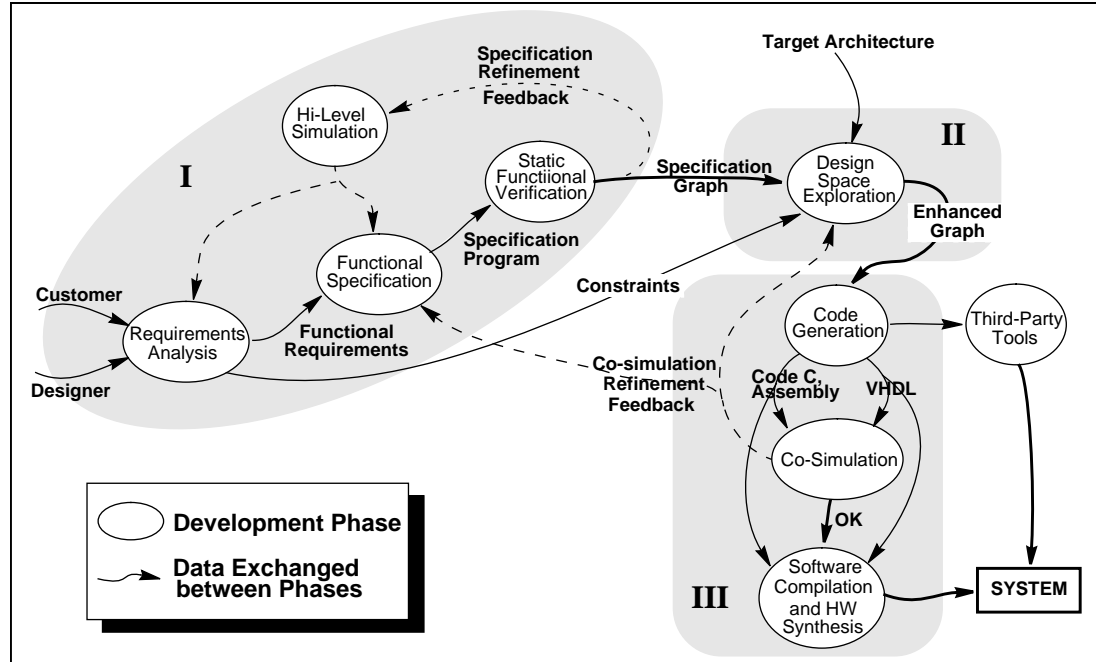 Target Architecture
Specification
Refinement
Feedback
Hi-Level
Simulation
I
II
Static
Functional
Verification
Specification
Graph
Design
Space
Exploration
Enhanced
Graph
Specification
Program
Functional
Specification
Constraints
Customer
Requirements
Analysis
Designer
Functional
Requirements
Code
Generation
Third-Party
Tools
Co-simulation
Refinement
Feedback
Code C,
Assembly
VHDL
Co-Simulation
OK
Software
Compilation
and HW
Synthesis
III
SYSTEM
Development Phase
Data Exchanged
between Phases